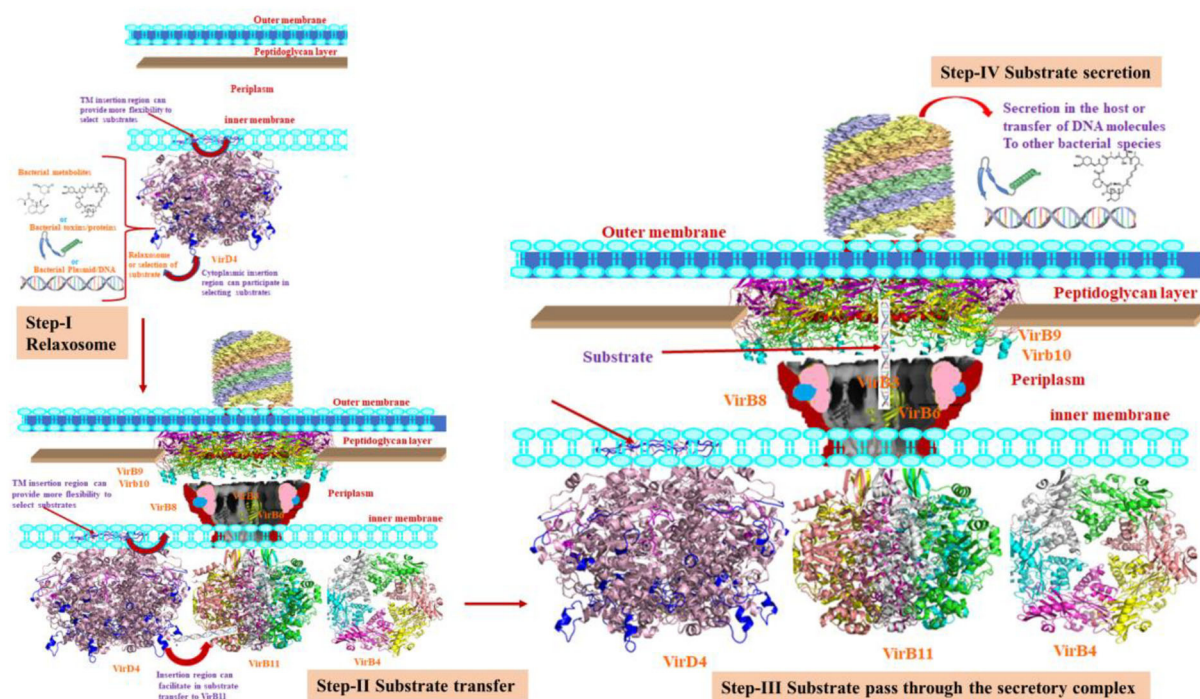 Outer membrane
Peptidoglycan layer
Periplasm
TM insertion region can
provide more flexibility to
select substrates
inner membrane
Bacterial metabolites
or
Bacterial toxins/proteins
or
Bacterial Plasmid/DNA
Relaxosome
or selection of
substrate
VirD4
Cytoplasmic insertion
region can participate in
selecting substrates
Step-I
Relaxosome
Outer membrane
Peptidoglycan layer
VirB9
Virb10
TM insertion region can
provide more flexibility to
select substrates
VirB8
Periplasm
VirB6
inner membrane
VirD4
VirB11
VirB4
Insertion region can
facilitate in substrate
transfer to VirB11
Step-II Substrate transfer
Step-IV Substrate secretion
Secretion in the host or
transfer of DNA molecules
To other bacterial species
Outer membrane
Peptidoglycan layer
VirB9
Virb10
Substrate
VirB3
Periplasm
VirB8
VirB6
inner membrane
VirD4
VirB11
VirB4
Step-III Substrate pass through the secretory complex